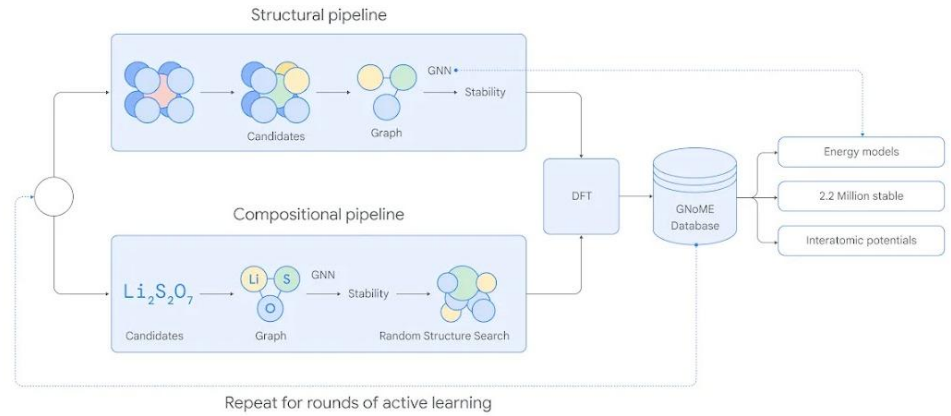 Structural pipeline
GNN
Stability
Candidates
Graph
Compositional pipeline
Li₂S₂O₇
Li
S
O
GNN
Stability
Candidates
Graph
Random Structure Search
DFT
GNoME
Database
Energy models
2.2 Million stable
Interatomic potentials
Repeat for rounds of active learning